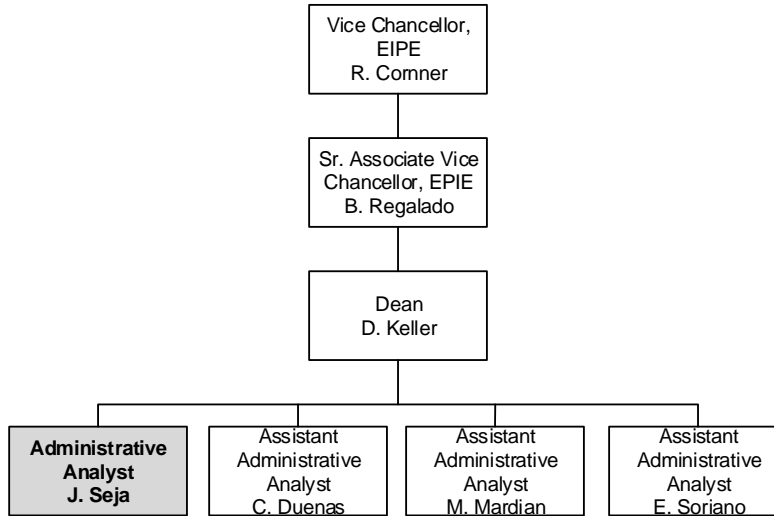 Vice Chancellor,
EIPE
R. Cornner
Sr. Associate Vice
Chancellor, EPIE
B. Regalado
Dean
D. Keller
Administrative
Analyst
J. Seja
Assistant
Administrative
Analyst
C. Duenas
Assistant
Administrative
Analyst
M. Mardian
Assistant
Administrative
Analyst
E. Soriano